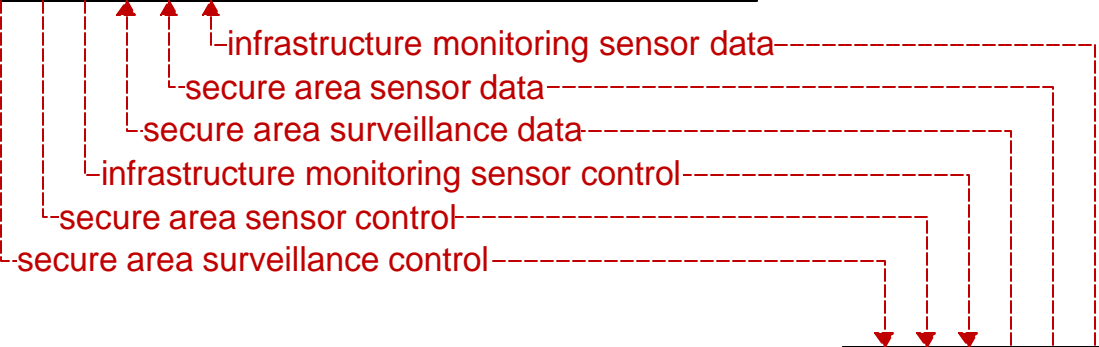 infrastructure monitoring sensor data
secure area sensor data
secure area surveillance data
infrastructure monitoring sensor control
secure area sensor control
secure area surveillance control